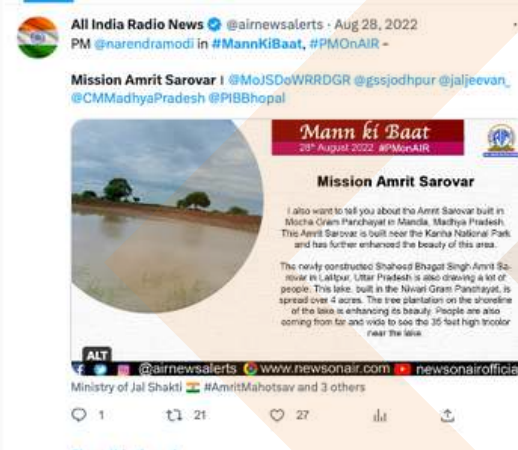 All India Radio News @airnewsalerts · Aug 28, 2022
PM @narendramodi in #MannKiBaat, #PMOnAIR -
Mission Amrit Sarovar I @MoJSDoWRRDGR @gssjodhpur @jaljeevan_
@CMMadhyaPradesh @PIBBhopal
Mann ki Baat
28th August 2022 #PMonAIR
Mission Amrit Sarovar
I also want to tell you about the Amrit Sarovar built in
Mocha Gram Panchayat in Mandla, Madhya Pradesh.
This Amrit Sarovar is built near the Kanha National Park
and has further enhanced the beauty of this area.
The newly constructed Shaheed Bhagat Singh Amrit Sa-
rovar in Lalitpur, Uttar Pradesh is also drawing a lot of
people. This lake, built in the Niwari Gram Panchayat, is
spread over 4 acres. The tree plantation on the shoreline
of the lake is enhancing its beauty. People are also
coming from far and wide to see the 35 feet high tricolor
near the lake.
ALT
@airnewsalerts www.newsonair.com newsonairofficia
Ministry of Jal Shakti #AmritMahotsav and 3 others
1 21 27